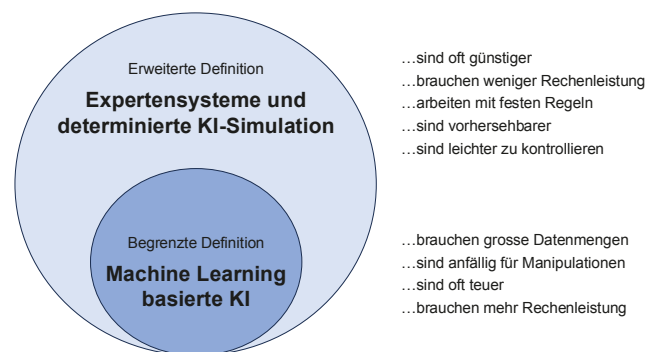 Erweiterte Definition
Expertensysteme und
determinierte KI-Simulation
…sind oft günstiger
…brauchen weniger Rechenleistung
…arbeiten mit festen Regeln
…sind vorhersehbarer
…sind leichter zu kontrollieren
Begrenzte Definition
Machine Learning
basierte KI
…brauchen grosse Datenmengen
…sind anfällig für Manipulationen
…sind oft teuer
…brauchen mehr Rechenleistung